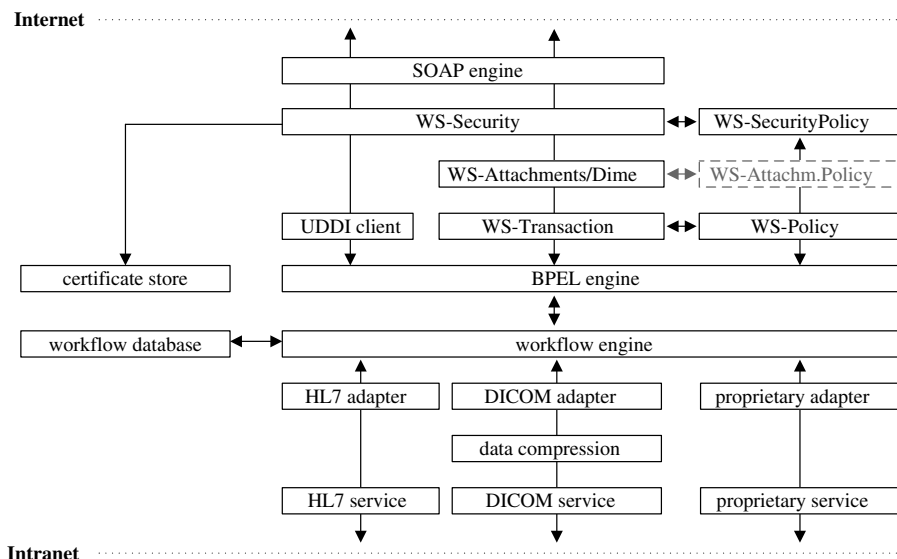 Internet
SOAP engine
WS-Security
WS-SecurityPolicy
WS-Attachments/Dime
WS-Attachm.Policy
UDDI client
WS-Transaction
WS-Policy
certificate store
BPEL engine
workflow database
workflow engine
HL7 adapter
DICOM adapter
proprietary adapter
data compression
HL7 service
DICOM service
proprietary service
Intranet